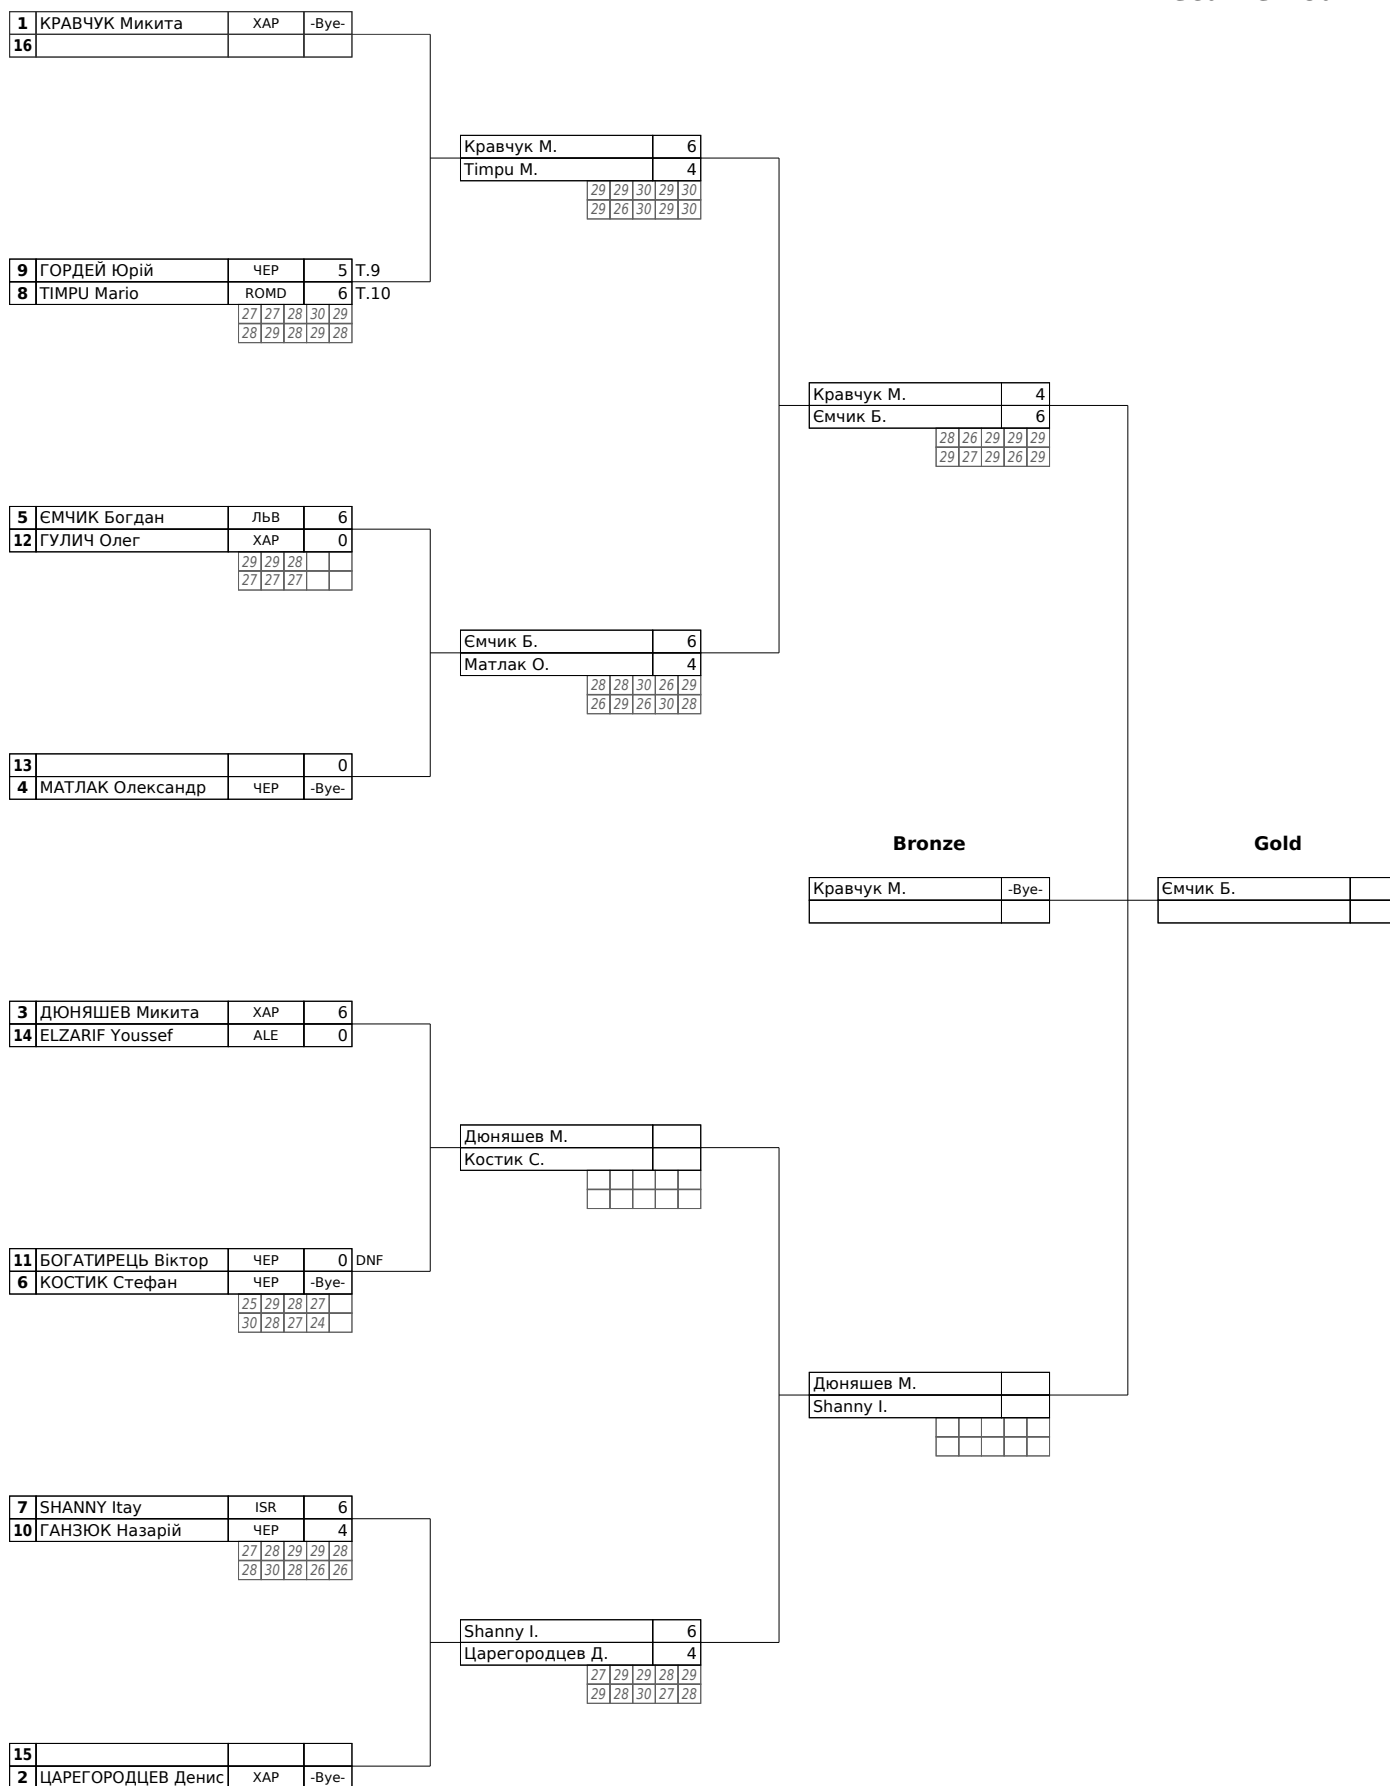 1 КРАВЧУК Микита ХАР -Bye-
16
Кравчук М. 6
Timpu M. 4
29 29 30 29 30
29 26 30 29 30
9 ГОРДЕЙ Юрій ЧЕР 5 T.9
8 TIMPU Mario ROMD 6 T.10
27 27 28 30 29
28 29 28 29 28
Кравчук М. 4
Ємчик Б. 6
28 26 29 29 29
29 27 29 26 29
5 ЄМЧИК Богдан ЛЬВ 6
12 ГУЛИЧ Олег ХАР 0
29 29 28
27 27 27
Ємчик Б. 6
Матлак О. 4
28 28 30 26 29
26 29 26 30 28
13 0
4 МАТЛАК Олександр ЧЕР -Bye-
Bronze Gold
Кравчук М. -Bye- Ємчик Б.
3 ДЮНЯШЕВ Микита ХАР 6
14 ELZARIF Youssef ALE 0
Дюняшев М.
Костик С.
11 БОГАТИРЕЦЬ Віктор ЧЕР 0 DNF
6 КОСТИК Стефан ЧЕР -Bye-
25 29 28 27
30 28 27 24
Дюняшев М.
Shanny I.
7 SHANNY Itay ISR 6
10 ГАНЗЮК Назарій ЧЕР 4
27 28 29 29 28
28 30 28 26 26
Shanny I. 6
Царегородцев Д. 4
27 29 29 28 29
29 28 30 27 28
15
2 ЦАРЕГОРОДЦЕВ Денис ХАР -Bye-